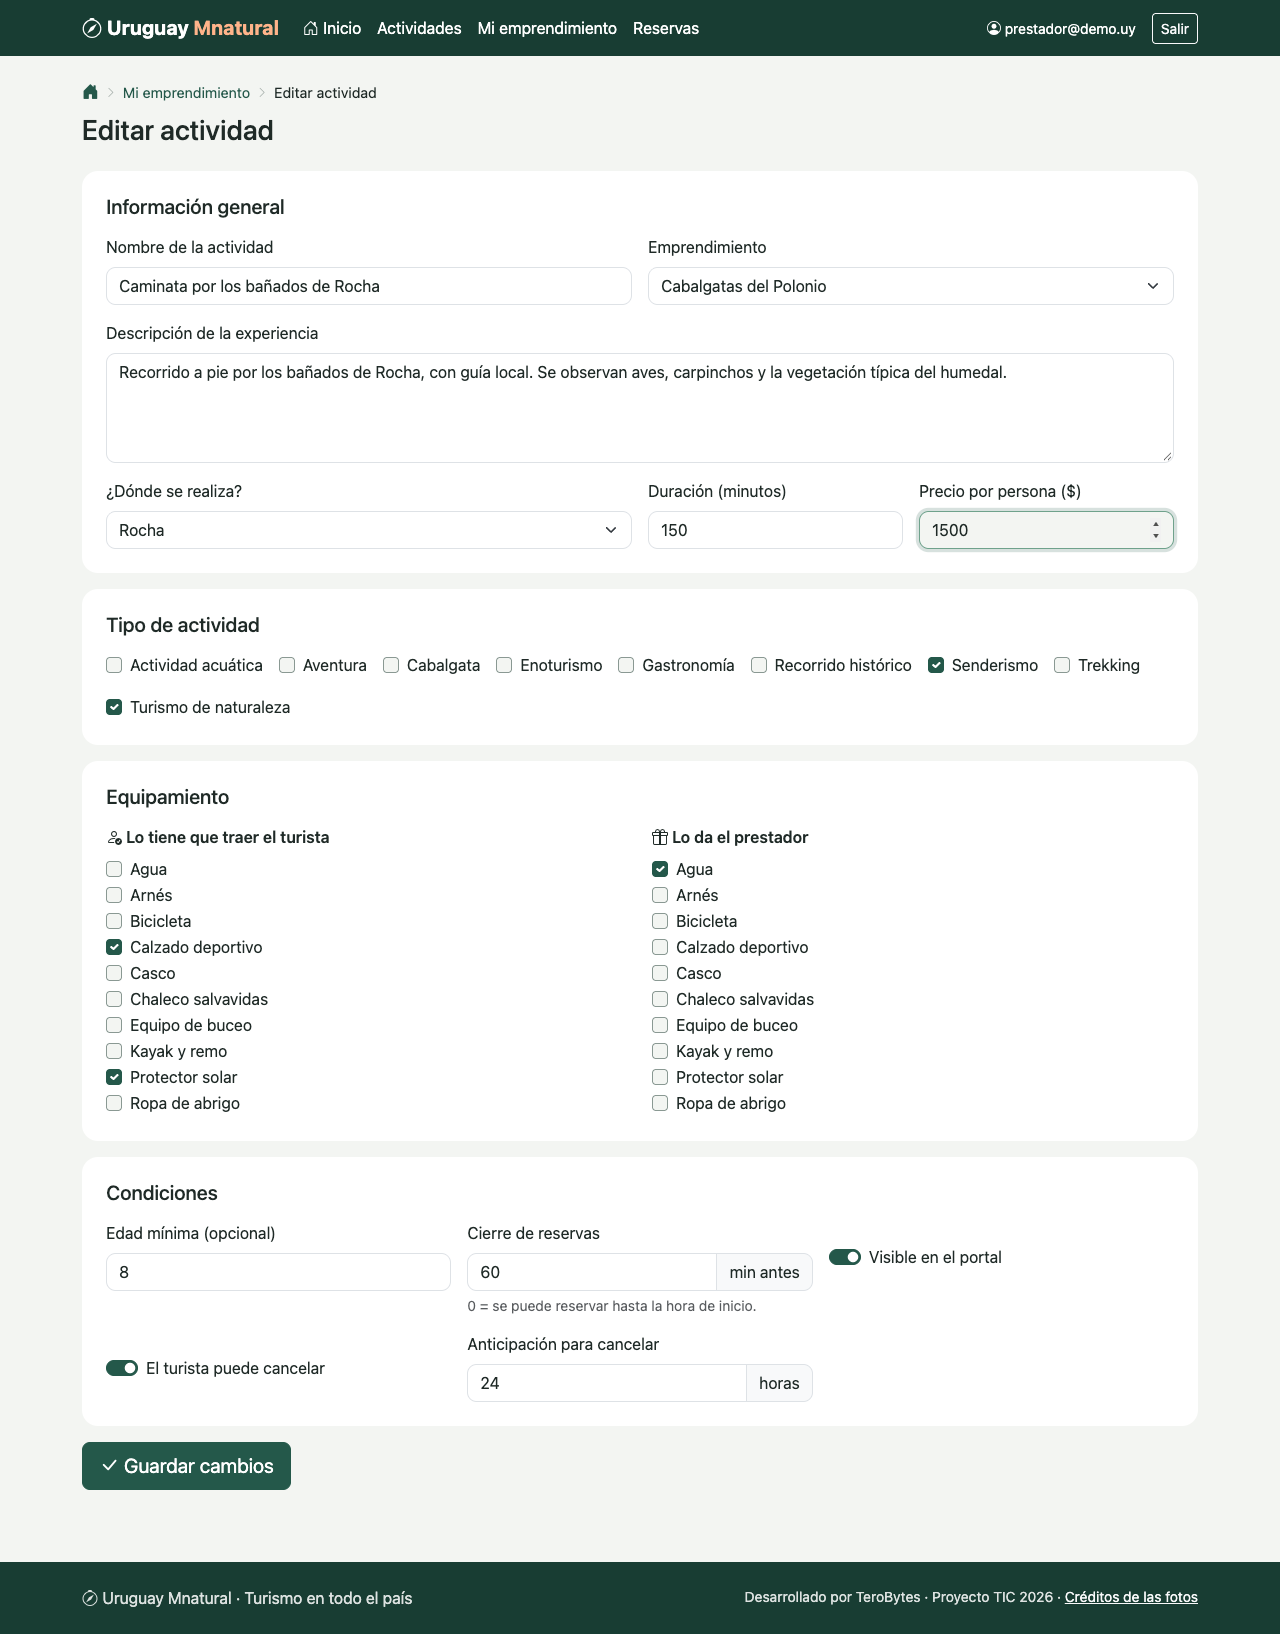 Uruguay Mnatural Inicio Actividades Mi emprendimiento Reservas prestador@demo.uy Salir
Mi emprendimiento Editar actividad
Editar actividad
Información general
Nombre de la actividad Emprendimiento
Caminata por los bañados de Rocha Cabalgatas del Polonio
Descripción de la experiencia
Recorrido a pie por los bañados de Rocha, con guía local. Se observan aves, carpinchos y la vegetación típica del humedal.
¿Dónde se realiza? Duración (minutos) Precio por persona ($)
Rocha 150 1500
Tipo de actividad
Actividad acuática Aventura Cabalgata Enoturismo Gastronomía Recorrido histórico Senderismo Trekking
Turismo de naturaleza
Equipamiento
Lo tiene que traer el turista Lo da el prestador
Agua Agua
Arnés Arnés
Bicicleta Bicicleta
Calzado deportivo Calzado deportivo
Casco Casco
Chaleco salvavidas Chaleco salvavidas
Equipo de buceo Equipo de buceo
Kayak y remo Kayak y remo
Protector solar Protector solar
Ropa de abrigo Ropa de abrigo
Condiciones
Edad mínima (opcional) Cierre de reservas
8 60 min antes Visible en el portal
0 = se puede reservar hasta la hora de inicio.
Anticipación para cancelar
El turista puede cancelar 24 horas
Guardar cambios
Uruguay Mnatural · Turismo en todo el país Desarrollado por TeroBytes · Proyecto TIC 2026 · Créditos de las fotos